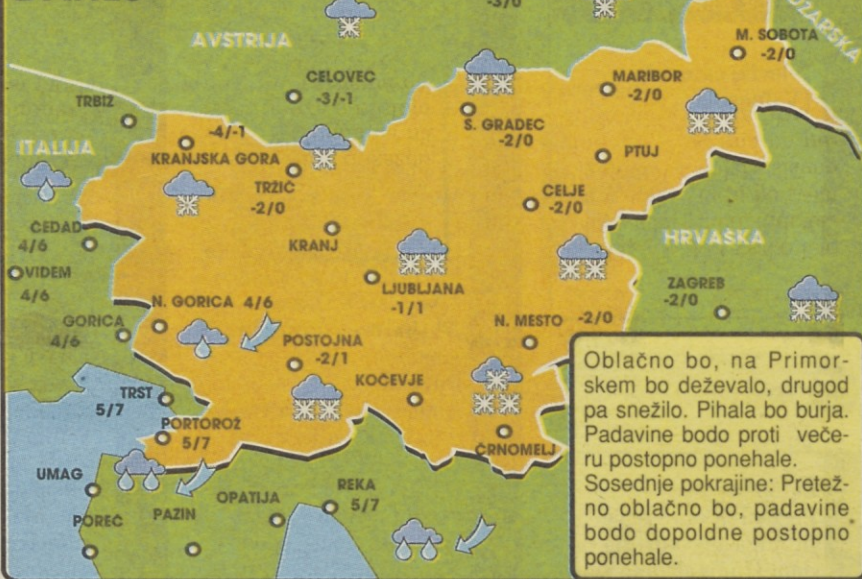 -3/0
AVSTRIJA
M. SOBOTA
-2/0
CELOVEC
-3/-1
MARIBOR
-2/0
TRBIŽ
S. GRADEC
-2/0
-4/-1
KRANJSKA GORA
ITALIJA
PTUJ
TRŽIČ
-2/0
CELJE
-2/0
ČEDAD
4/6
KRANJ
HRVAŠKA
VIDEM
4/6
LJUBLJANA
-1/1
ZAGREB
-2/0
N. GORICA 4/6
GORICA
4/6
N. MESTO -2/0
POSTOJNA
-2/1
KOČEVJE
TRST
5/7
PORTOROŽ
5/7
ČRNOMELJ
UMAG
OPATIJA
REKA
5/7
POREČ
PAZIN
Oblačno bo, na Primor-
skem bo deževalo, drugod
pa snežilo. Pihala bo burja.
Padavine bodo proti veče-
ru postopno ponehale.
Sosednje pokrajine: Pretež-
no oblačno bo, padavine
bodo dopoldne postopno
ponehale.